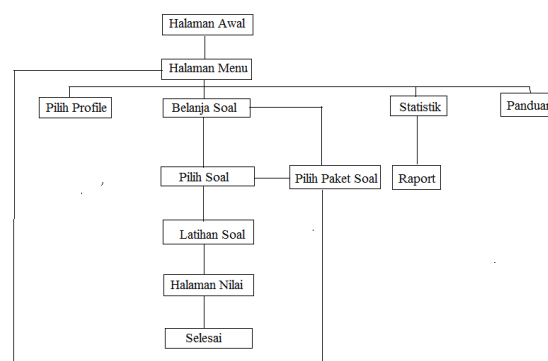 Halaman Awal
Halaman Menu
Pilih Profile
Belanja Soal
Statistik
Panduan
Pilih Soal
Pilih Paket Soal
Raport
Latihan Soal
Halaman Nilai
Selesai